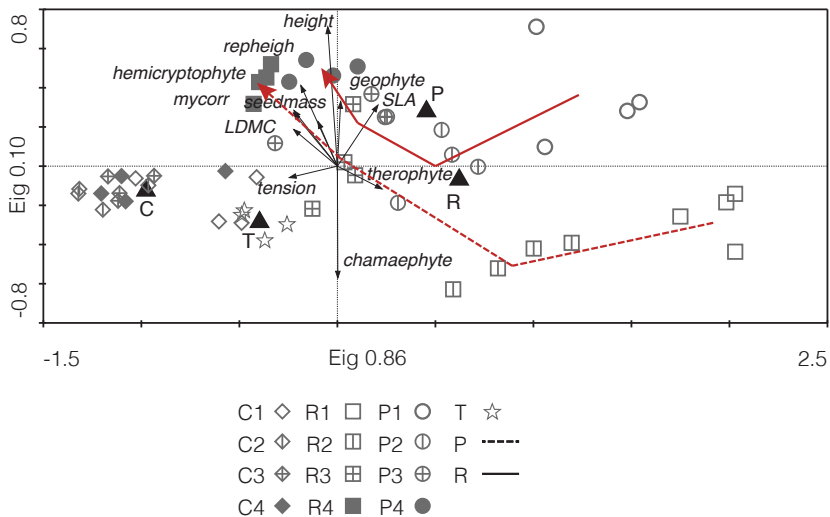 0.8
Eig 0.10
-0.8
height
repheigh
hemicryptophyte
geophyte
mycorr
seedmass
SLA
P
LDMC
therophyte
tension
R
C
T
chamaephyte
-1.5
Eig 0.86
2.5
C1 R1 P1 T
C2 R2 P2 P
C3 R3 P3 R
C4 R4 P4